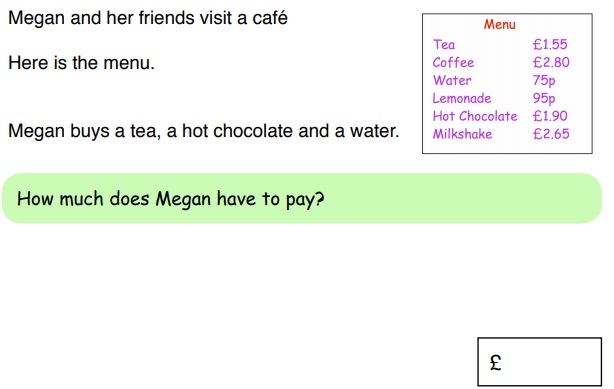 Megan and her friends visit a café
Here is the menu.
Megan buys a tea, a hot chocolate and a water.
Menu
Tea £1.55
Coffee £2.80
Water 75p
Lemonade 95p
Hot Chocolate £1.90
Milkshake £2.65
How much does Megan have to pay?
£